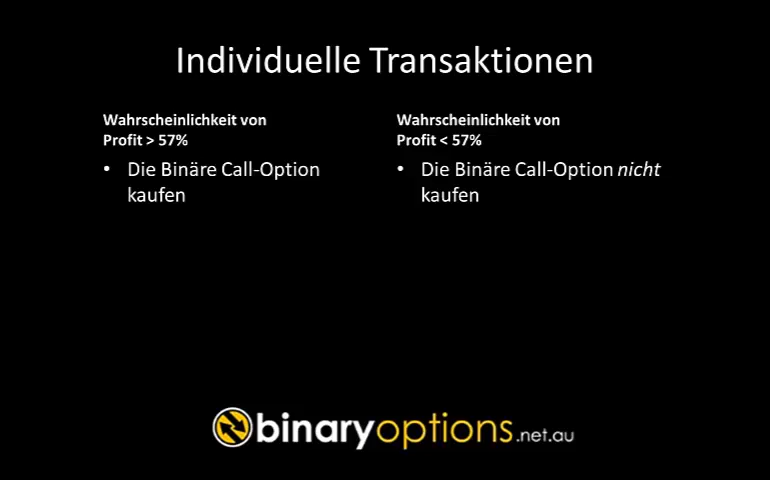 Individuelle Transaktionen
Wahrscheinlichkeit von
Profit > 57%
• Die Binäre Call-Option
kaufen
Wahrscheinlichkeit von
Profit < 57%
• Die Binäre Call-Option nicht
kaufen
binaryoptions.net.au